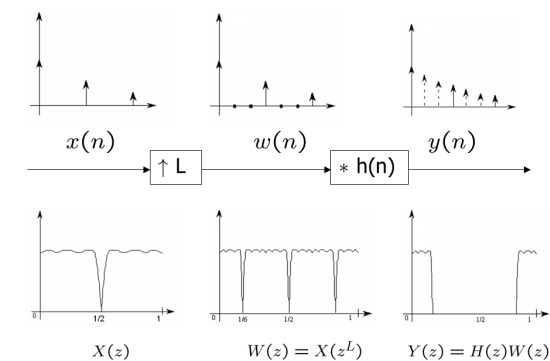 x(n) w(n) y(n)
↑ L * h(n)
0 1/2 1 0 1/6 1/2 1 0 1/2 1
X(z) W(z) = X(z^L) Y(z) = H(z)W(z)